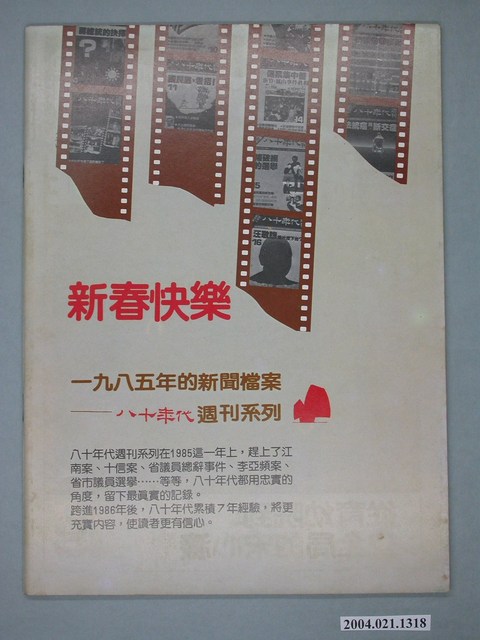 11
14
5
16
新春快樂
一九八五年的新聞檔案
——八十年代週刊系列
八十年代週刊系列在1985這一年上，趕上了江
南案、十信案、省議員總辭事件、李亞頻案、
省市議員選舉……等等，八十年代都用忠實的
角度，留下最真實的記錄。
跨進1986年後，八十年代累積7年經驗，將更
充實內容，使讀者更有信心。
2004.021.1318